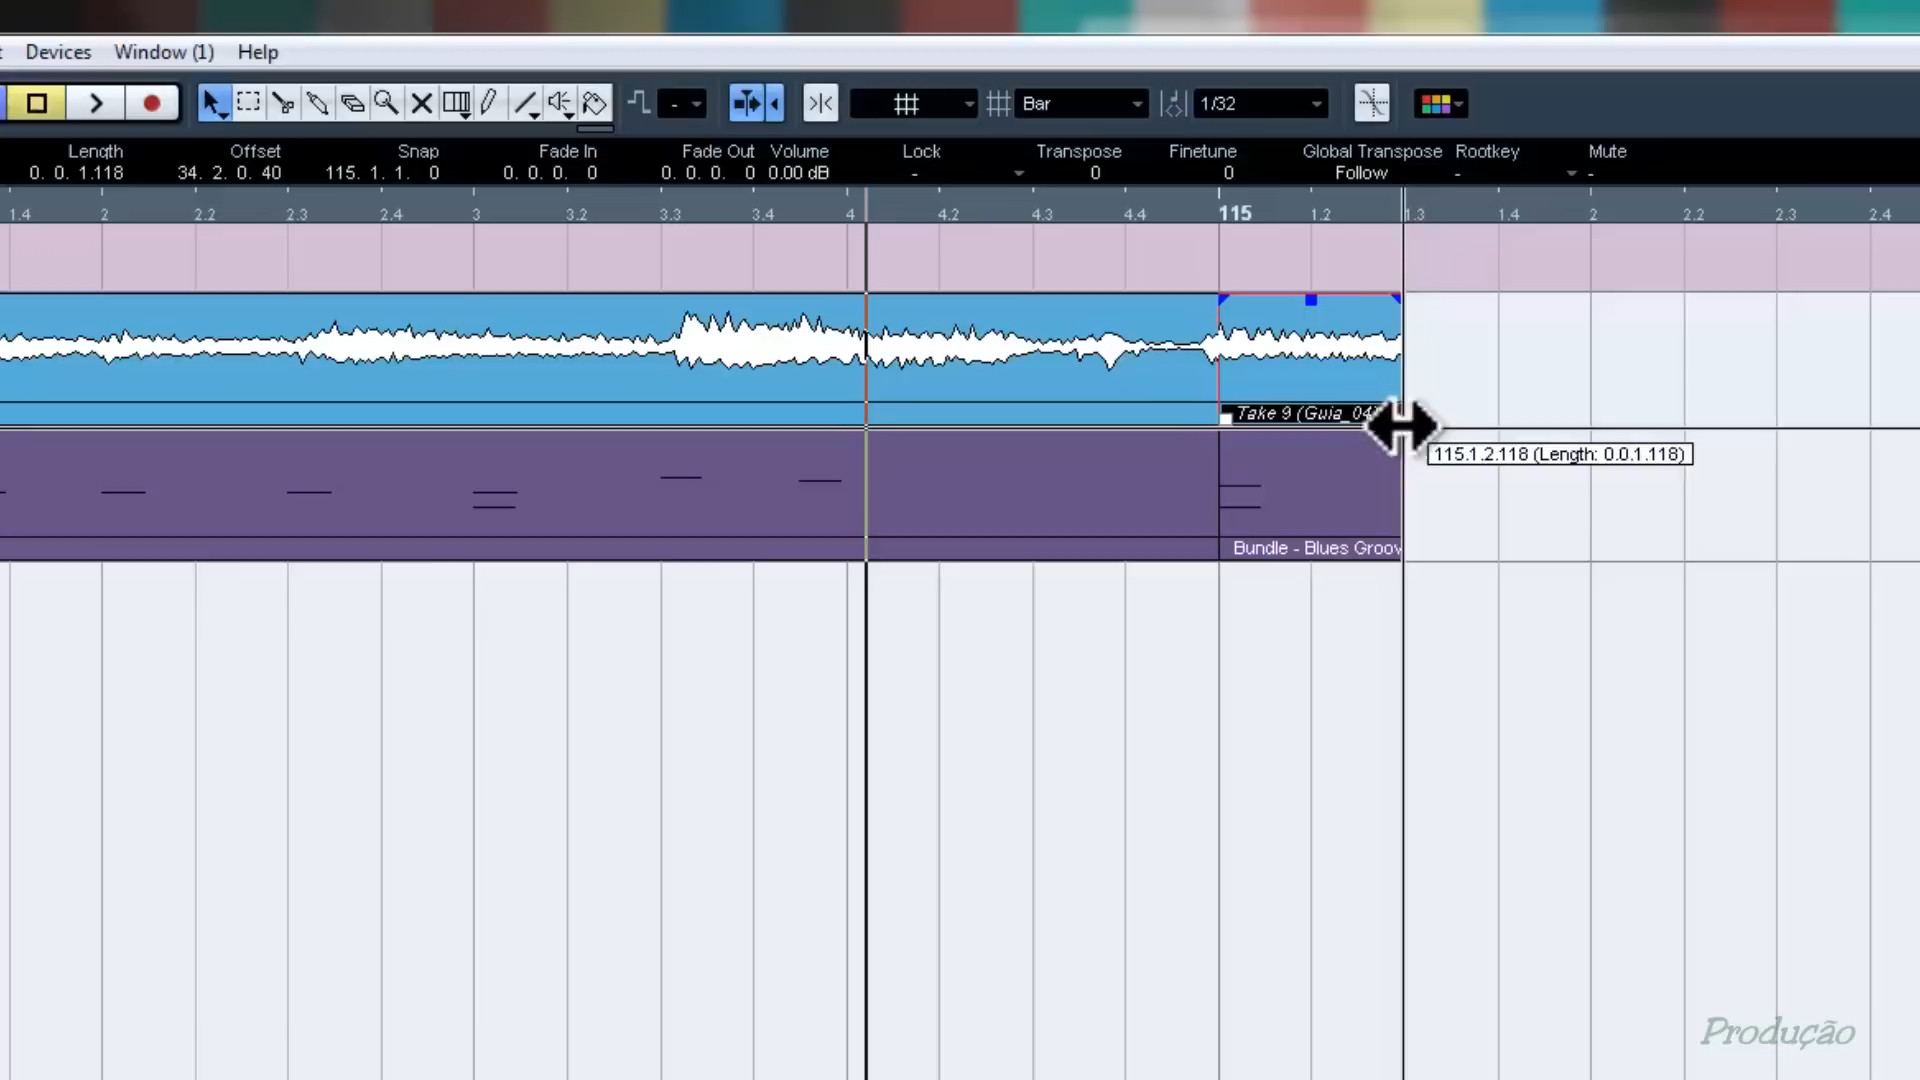 Devices Window (1) Help
- Bar 1/32
Length Offset Snap Fade In Fade Out Volume Lock Transpose Finetune Global Transpose Rootkey Mute
0. 0. 1.118 34. 2. 0. 40 115. 1. 1. 0 0. 0. 0. 0 0. 0. 0. 0 0.00 dB - 0 0 Follow - -
1.4 2 2.2 2.3 2.4 3 3.2 3.3 3.4 4 4.2 4.3 4.4 115 1.2 1.3 1.4 2 2.2 2.3 2.4
Take 9 (Guia_04)
115.1.2.118 (Length: 0.0.1.118)
Bundle - Blues Groov
Produção